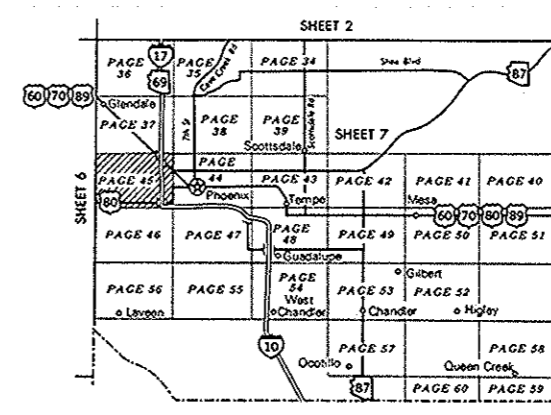 SHEET 2
17
69
PAGE 36
PAGE 35
Cave Creek Rd
PAGE 34
Shea Blvd
87
60 70 89
Glendale
PAGE 37
7th St
PAGE 38
PAGE 39
Scottsdale Rd
SHEET 7
Scottsdale
SHEET 6
PAGE 45
PAGE 44
Phoenix
PAGE 43
PAGE 42
PAGE 41
PAGE 40
80
Tempe
Mesa
60 70 80 89
PAGE 46
PAGE 47
PAGE 48
PAGE 49
PAGE 50
PAGE 51
Guadalupe
Gilbert
PAGE 56
PAGE 55
PAGE 54
PAGE 53
PAGE 52
Laveen
West Chandler
Chandler
Higley
10
PAGE 57
PAGE 58
Ocotillo
Queen Creek
87
PAGE 60
PAGE 59